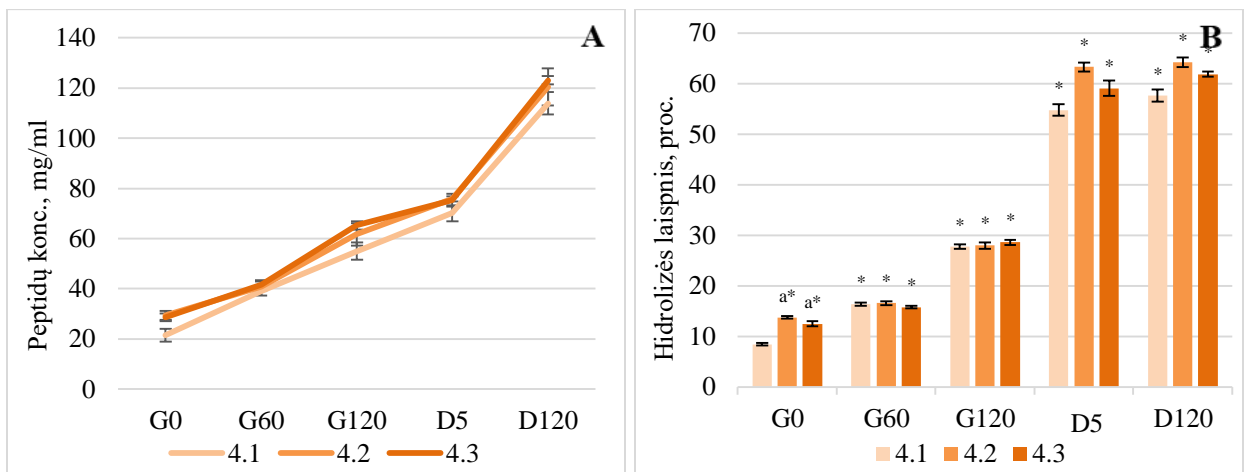 A
Peptidų konc., mg/ml
140
120
100
80
60
40
20
0
G0 G60 G120 D5 D120
4.1 4.2 4.3
B
Hidrolizės laispnis, proc.
70
60
50
40
30
20
10
0
a* a*
* * *
* * *
* * *
* * *
G0 G60 G120 D5 D120
4.1 4.2 4.3